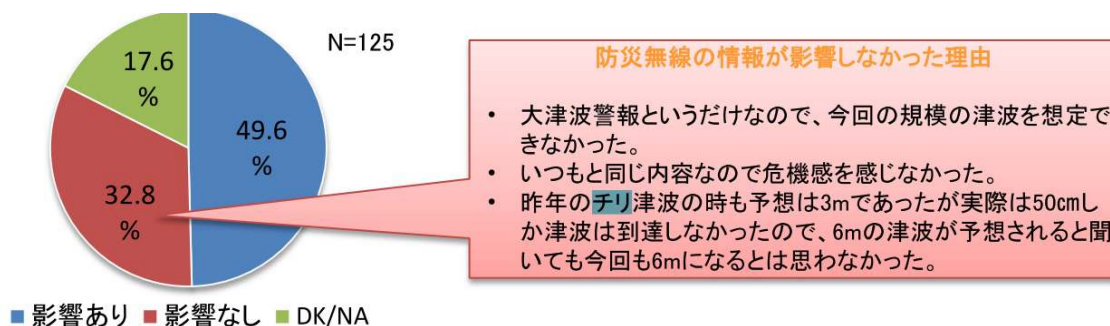 N=125
17.6
%
49.6
%
32.8
%
影響あり 影響なし DK/NA
防災無線の情報が影響しなかった理由
• 大津波警報というだけなので、今回の規模の津波を想定で
きなかった。
• いつもと同じ内容なので危機感を感じなかった。
• 昨年のチリ津波の時も予想は3mであったが実際は50㎝し
か津波は到達しなかったので、6mの津波が予想されると聞
いても今回も6mになるとは思わなかった。